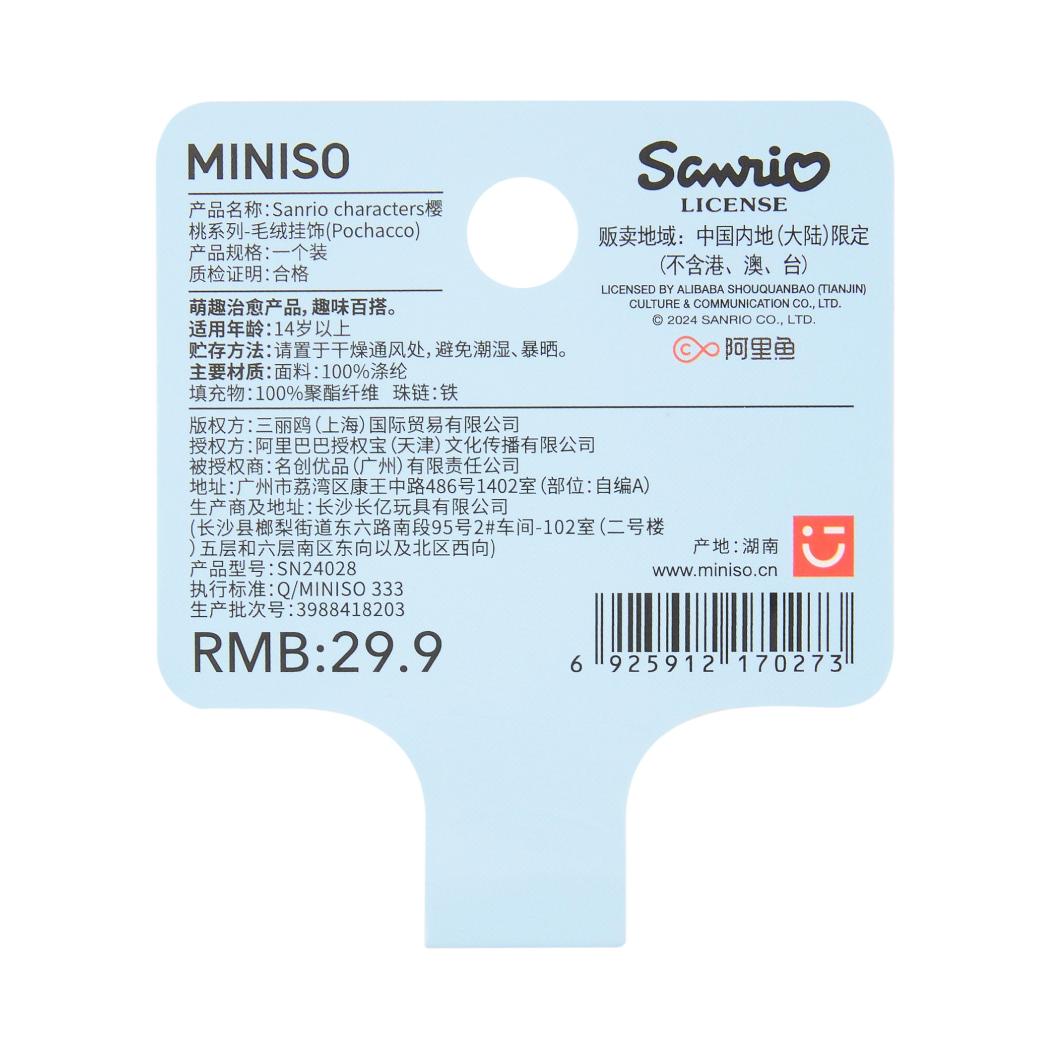 MINISO
产品名称:Sanrio characters樱
桃系列-毛绒挂饰(Pochacco)
产品规格:一个装
质检证明:合格
萌趣治愈产品,趣味百搭。
适用年龄:14岁以上
贮存方法:请置于干燥通风处,避免潮湿、暴晒。
主要材质:面料:100%涤纶
填充物:100%聚酯纤维 珠链:铁
Sanrio
LICENSE
贩卖地域:中国内地(大陆)限定
(不含港、澳、台)
LICENSED BY ALIBABA SHOUQUANBAO (TIANJIN)
CULTURE & COMMUNICATION CO., LTD.
© 2024 SANRIO CO., LTD.
阿里鱼
版权方:三丽鸥(上海)国际贸易有限公司
授权方:阿里巴巴授权宝(天津)文化传播有限公司
被授权商:名创优品(广州)有限责任公司
地址:广州市荔湾区康王中路486号1402室(部位:自编A)
生产商及地址:长沙长亿玩具有限公司
(长沙县㮾梨街道东六路南段95号2#车间-102室(二号楼
)五层和六层南区东向以及北区西向)
产品型号:SN24028
执行标准:Q/MINISO 333
生产批次号:3988418203
RMB:29.9
产地:湖南
www.miniso.cn
6 925912 170273